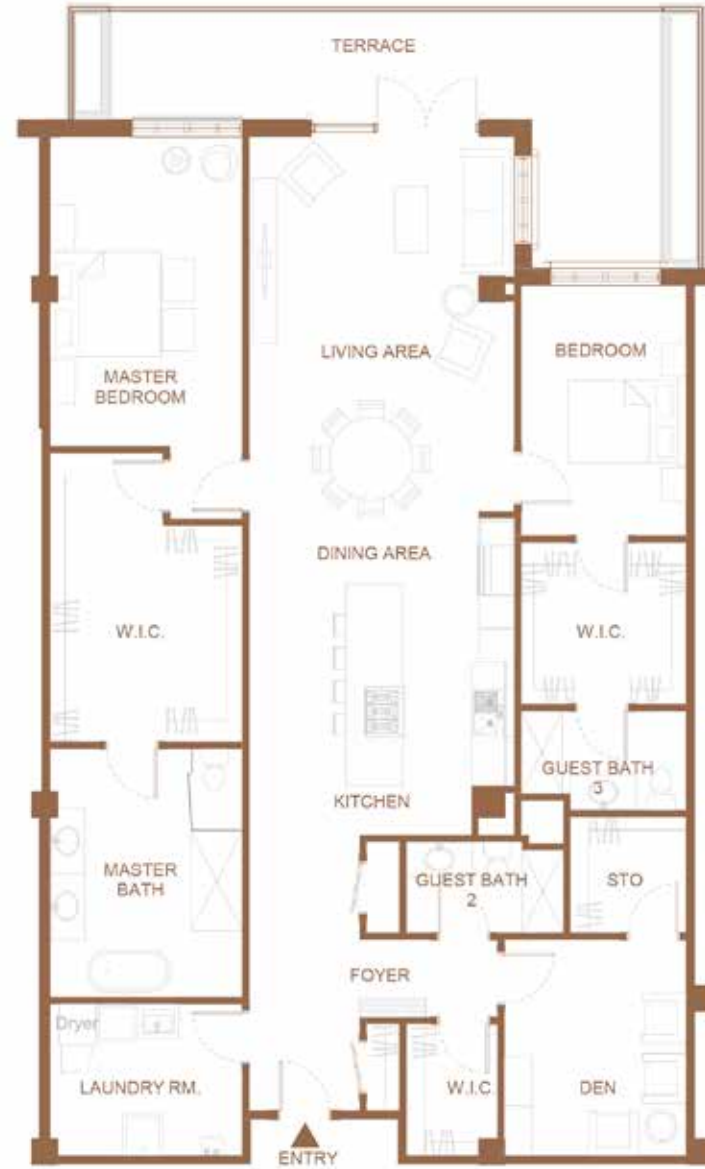 TERRACE
LIVING AREA
BEDROOM
MASTER
BEDROOM
DINING AREA
W.I.C.
W.I.C.
GUEST BATH
3
KITCHEN
MASTER
BATH
GUEST BATH
2
STO
FOYER
Dryer
LAUNDRY RM.
W.I.C.
DEN
ENTRY